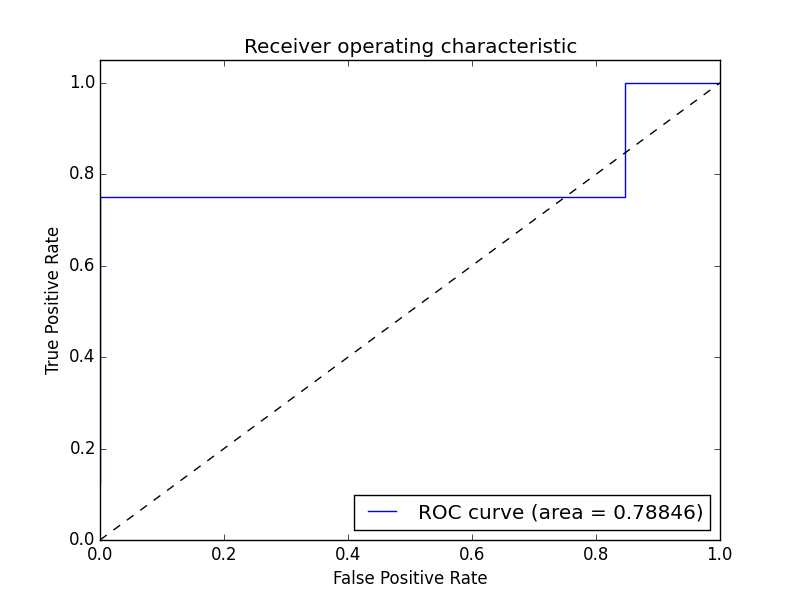 Receiver operating characteristic
True Positive Rate
1.0
0.8
0.6
0.4
0.2
0.0
ROC curve (area = 0.78846)
0.0 0.2 0.4 0.6 0.8 1.0
False Positive Rate